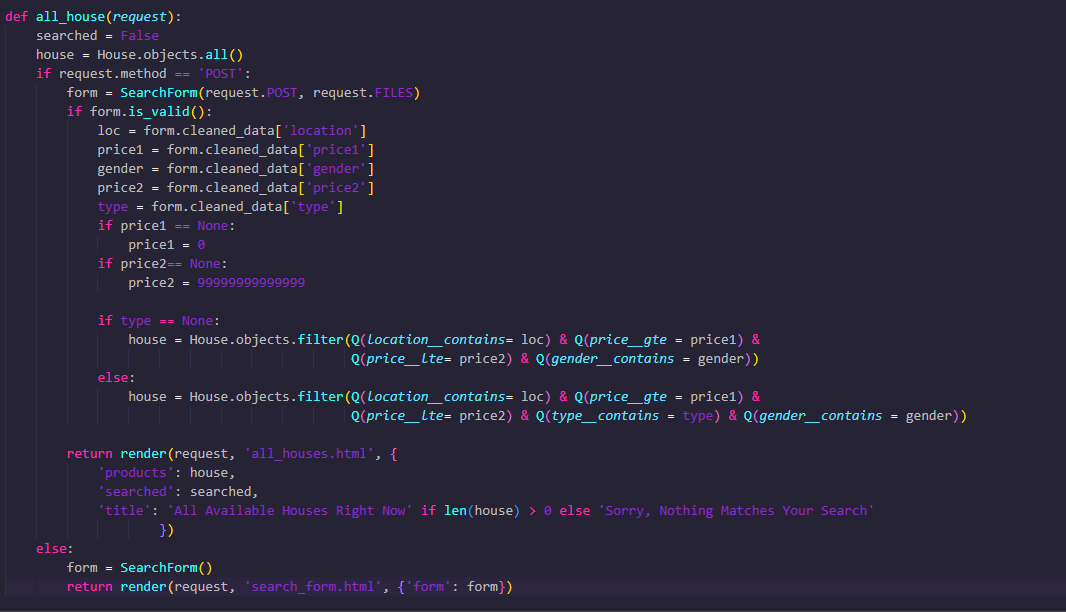 def all_house(request):
    searched = False
    house = House.objects.all()
    if request.method == 'POST':
        form = SearchForm(request.POST, request.FILES)
        if form.is_valid():
            loc = form.cleaned_data['location']
            price1 = form.cleaned_data['price1']
            gender = form.cleaned_data['gender']
            price2 = form.cleaned_data['price2']
            type = form.cleaned_data['type']
            if price1 == None:
                price1 = 0
            if price2== None:
                price2 = 99999999999999

            if type == None:
                house = House.objects.filter(Q(location__contains= loc) & Q(price__gte = price1) &
                                             Q(price__lte= price2) & Q(gender__contains = gender))
            else:
                house = House.objects.filter(Q(location__contains= loc) & Q(price__gte = price1) &
                                             Q(price__lte= price2) & Q(type__contains = type) & Q(gender__contains = gender))

        return render(request, 'all_houses.html', {
            'products': house,
            'searched': searched,
            'title': 'All Available Houses Right Now' if len(house) > 0 else 'Sorry, Nothing Matches Your Search'
                    })
    else:
        form = SearchForm()
        return render(request, 'search_form.html', {'form': form})